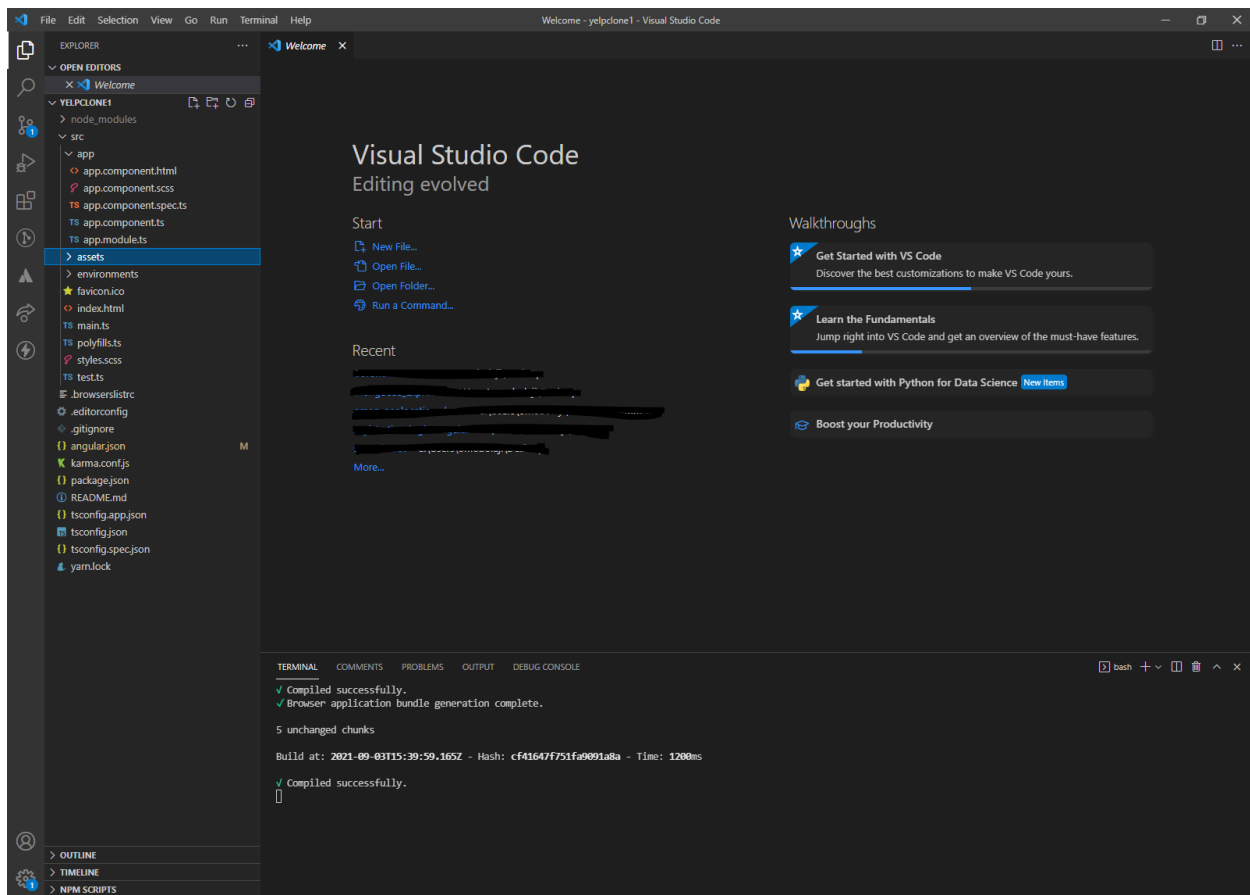 File Edit Selection View Go Run Terminal Help
Welcome - yelpclone1 - Visual Studio Code
EXPLORER
OPEN EDITORS
Welcome
YELPCLONE1
node_modules
src
app
app.component.html
app.component.scss
TS app.component.spec.ts
TS app.component.ts
TS app.module.ts
assets
environments
favicon.ico
index.html
TS main.ts
TS polyfills.ts
styles.scss
TS test.ts
.browserslistrc
.editorconfig
.gitignore
{} angular.json M
karma.conf.js
{} package.json
README.md
{} tsconfig.app.json
tsconfig.json
{} tsconfig.spec.json
yarn.lock
OUTLINE
TIMELINE
NPM SCRIPTS
1
1
Welcome
Visual Studio Code
Editing evolved
Start
New File...
Open File...
Open Folder...
Run a Command...
Recent
More...
Walkthroughs
Get Started with VS Code
Discover the best customizations to make VS Code yours.
Learn the Fundamentals
Jump right into VS Code and get an overview of the must-have features.
Get started with Python for Data Science New Items
Boost your Productivity
TERMINAL COMMENTS PROBLEMS OUTPUT DEBUG CONSOLE
bash
√ Compiled successfully.
√ Browser application bundle generation complete.
5 unchanged chunks
Build at: 2021-09-03T15:39:59.165Z - Hash: cf41647f751fa9091a8a - Time: 1200ms
√ Compiled successfully.